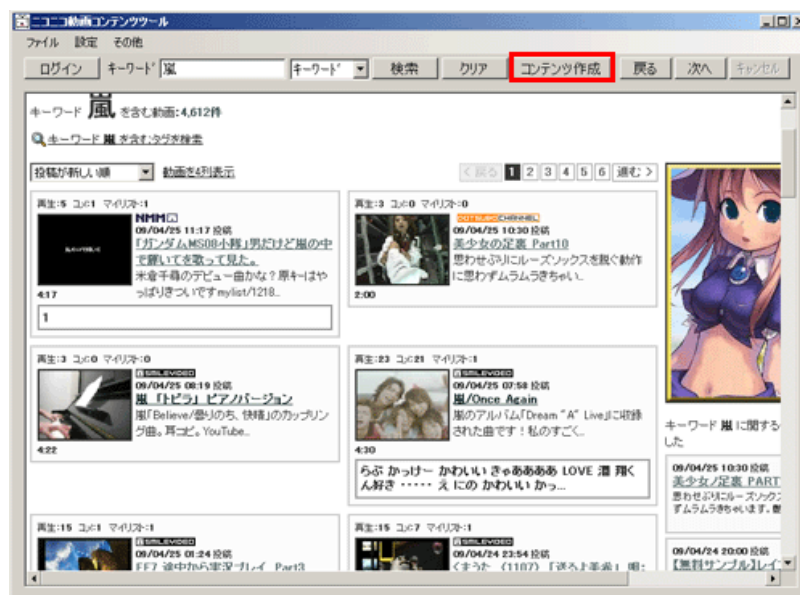 ニコニコ動画コンテンツツール
ファイル 設定 その他
ログイン キーワード 嵐 キーワード 検索 クリア コンテンツ作成 戻る 次へ キャンセル
キーワード 嵐 を含む動画:4,612件
キーワード 嵐 を含むタグを検索
投稿が新しい順 動画を4列表示 <戻る 1 2 3 4 5 6 進む>
再生:5 コメ:1 マイリスト:1
NMM
09/04/25 11:17 投稿
「ガンダムMS08小隊」男だけど嵐の中
で輝いてを歌って見た。
米倉千尋のデビュー曲かな？原キーはや
っぱりきついですmylist/1218...
4:17
1
再生:3 コメ:0 マイリスト:0
09/04/25 10:30 投稿
美少女の足裏 Part10
思わせぶりにルーズソックスを脱ぐ動作
に思わずムラムラきちゃい...
2:00
再生:3 コメ:0 マイリスト:0
SMILEVIDEO
09/04/25 08:19 投稿
嵐 「トビラ」 ピアノバージョン
嵐「Believe/曇りのち、快晴」のカップリン
グ曲。耳コピ。YouTube...
4:22
再生:23 コメ:21 マイリスト:1
SMILEVIDEO
09/04/25 07:58 投稿
嵐/Once Again
嵐のアルバム「Dream "A" Live」に収録
された曲です！私のすごく...
4:30
らぶ かっけー かわいい きゃああああ LOVE 潤 翔く
ん好き ・・・・・ え にの かわいい かっ...
キーワード 嵐 に関する
した
09/04/25 10:30 投稿
美少女ノ足裏 PART
思わせぶりにルーズソックス
ずムラムラきちゃいます。
再生:15 コメ:1 マイリスト:1
SMILEVIDEO
09/04/25 01:24 投稿
FF7 途中から実況プレイ Part3
再生:15 コメ:7 マイリスト:1
SMILEVIDEO
09/04/24 23:54 投稿
09/04/24 20:00 投稿
【無料サンプル】レイ